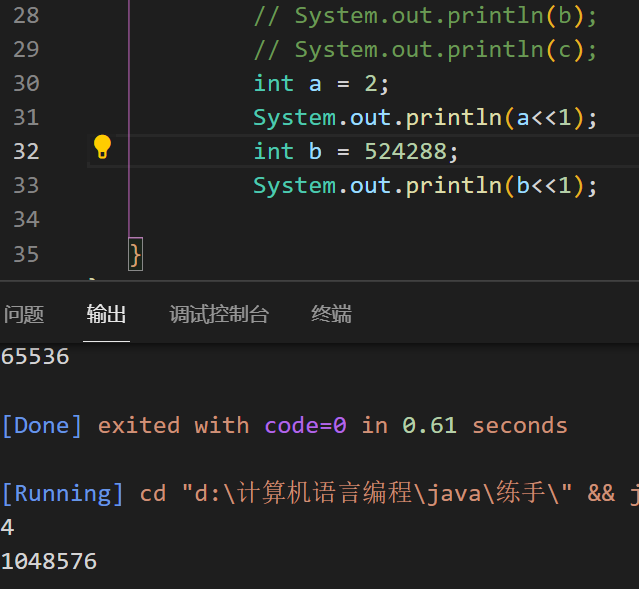 28 // System.out.println(b);
29 // System.out.println(c);
30 int a = 2;
31 System.out.println(a<<1);
32 int b = 524288;
33 System.out.println(b<<1);
34
35 }
问题 输出 调试控制台 终端
65536
[Done] exited with code=0 in 0.61 seconds
[Running] cd "d:\计算机语言编程\java\练手\" && j
4
1048576